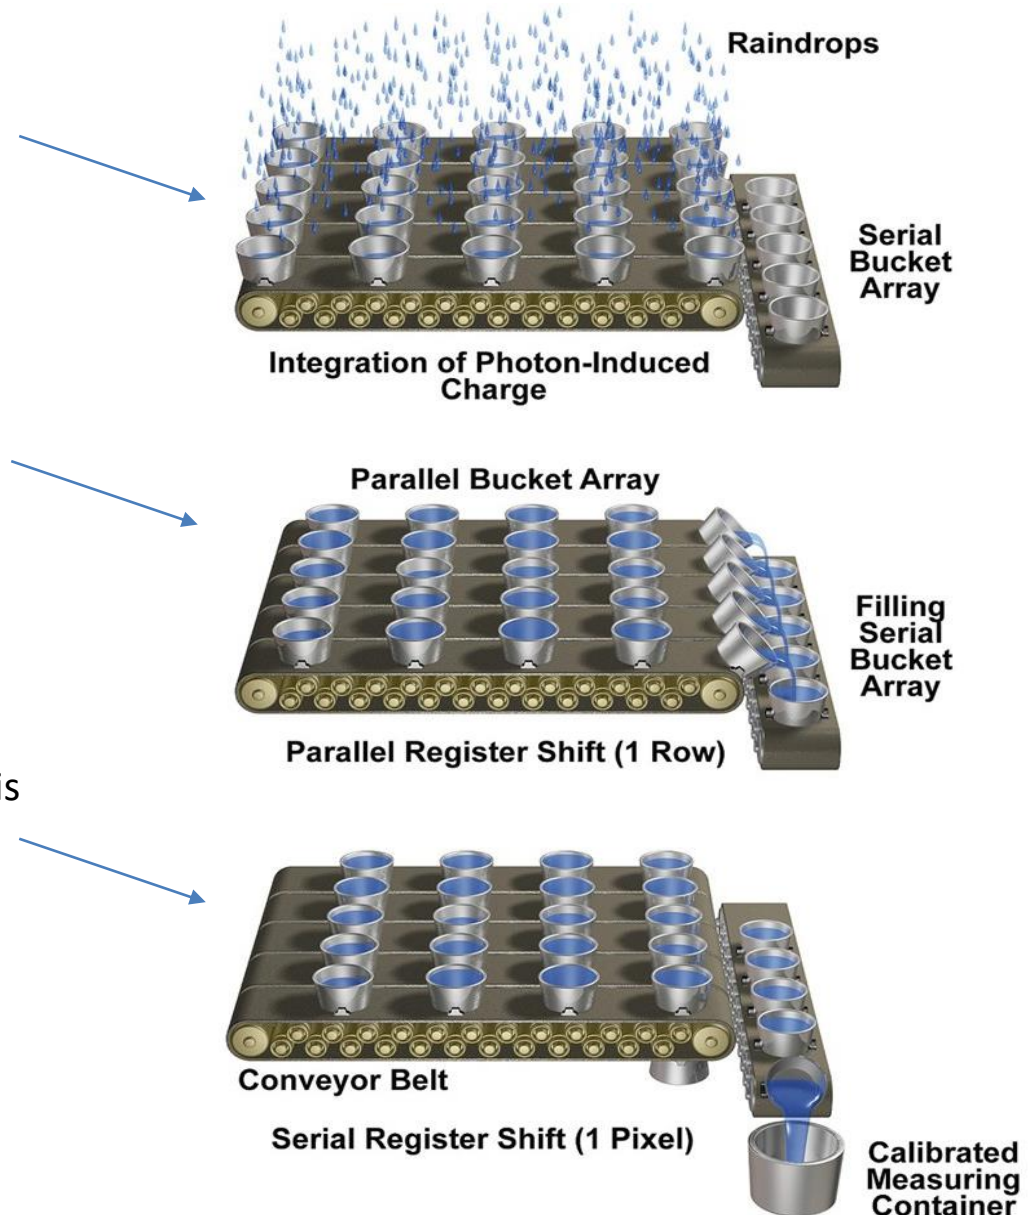 Raindrops
Serial
Bucket
Array
Integration of Photon-Induced
Charge
Parallel Bucket Array
Filling
Serial
Bucket
Array
Parallel Register Shift (1 Row)
is
Conveyor Belt
Serial Register Shift (1 Pixel)
Calibrated
Measuring
Container